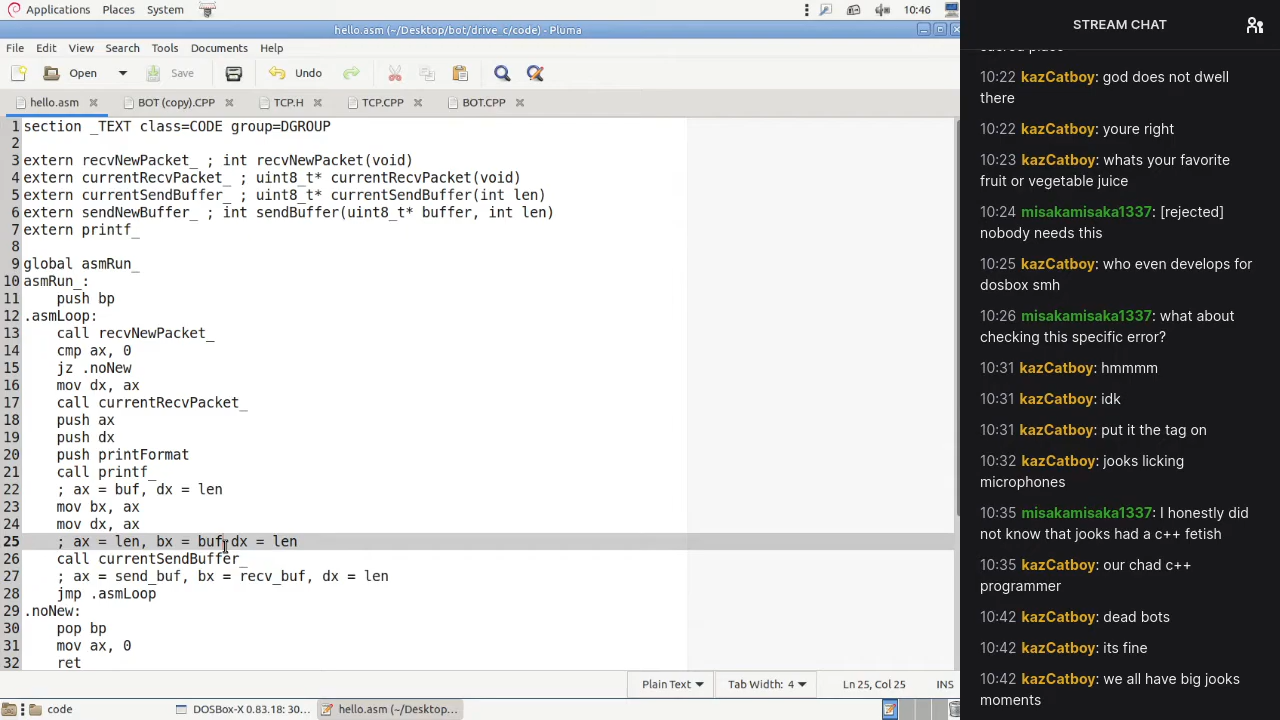 Applications Places System 10:46
hello.asm (~/Desktop/bot/drive_c/code) - Pluma
File Edit View Search Tools Documents Help
Open Save Undo
hello.asm BOT (copy).CPP TCP.H TCP.CPP BOT.CPP
1 section _TEXT class=CODE group=DGROUP
2
3 extern recvNewPacket_ ; int recvNewPacket(void)
4 extern currentRecvPacket_ ; uint8_t* currentRecvPacket(void)
5 extern currentSendBuffer_ ; uint8_t* currentSendBuffer(int len)
6 extern sendNewBuffer_ ; int sendBuffer(uint8_t* buffer, int len)
7 extern printf_
8
9 global asmRun_
10 asmRun_:
11     push bp
12 .asmLoop:
13     call recvNewPacket_
14     cmp ax, 0
15     jz .noNew
16     mov dx, ax
17     call currentRecvPacket_
18     push ax
19     push dx
20     push printFormat
21     call printf_
22     ; ax = buf, dx = len
23     mov bx, ax
24     mov dx, ax
25     ; ax = len, bx = buf,dx = len
26     call currentSendBuffer_
27     ; ax = send_buf, bx = recv_buf, dx = len
28     jmp .asmLoop
29 .noNew:
30     pop bp
31     mov ax, 0
32     ret
Plain Text Tab Width: 4 Ln 25, Col 25 INS
code DOSBox-X 0.83.18: 30... hello.asm (~/Desktop...
STREAM CHAT
sacred place
10:22 kazCatboy: god does not dwell
there
10:22 kazCatboy: youre right
10:23 kazCatboy: whats your favorite
fruit or vegetable juice
10:24 misakamisaka1337: [rejected]
nobody needs this
10:25 kazCatboy: who even develops for
dosbox smh
10:26 misakamisaka1337: what about
checking this specific error?
10:31 kazCatboy: hmmmm
10:31 kazCatboy: idk
10:31 kazCatboy: put it the tag on
10:32 kazCatboy: jooks licking
microphones
10:35 misakamisaka1337: I honestly did
not know that jooks had a c++ fetish
10:35 kazCatboy: our chad c++
programmer
10:42 kazCatboy: dead bots
10:42 kazCatboy: its fine
10:42 kazCatboy: we all have big jooks
moments